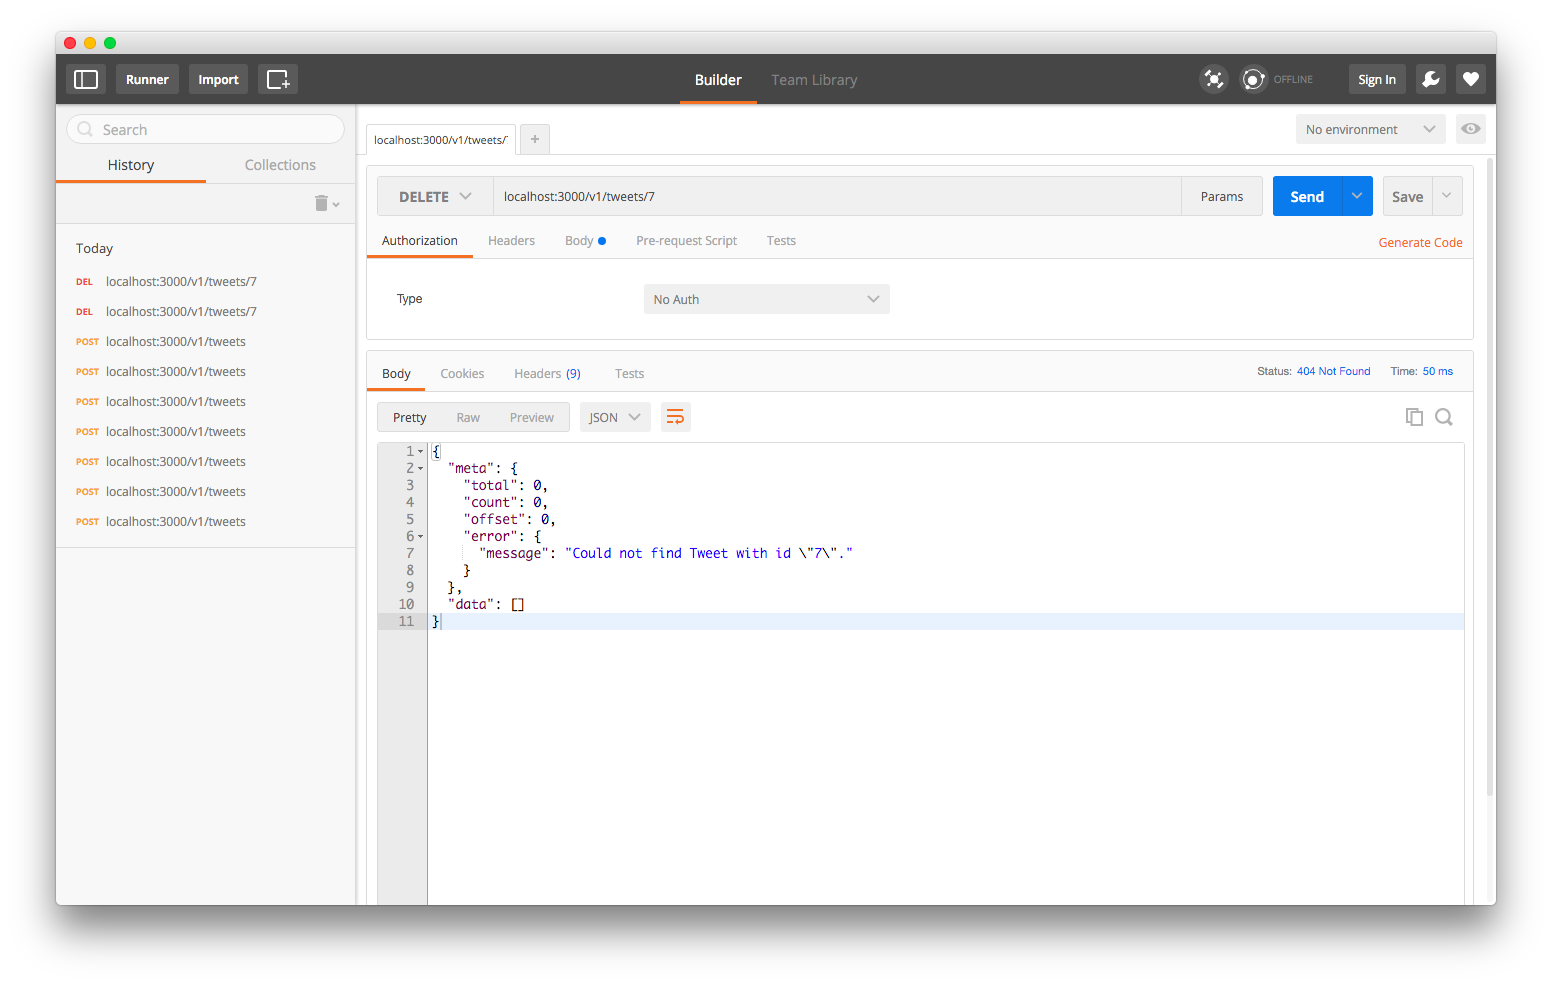 Runner
Import
Builder
Team Library
OFFLINE
Sign In
Search
History
Collections
Today
DEL localhost:3000/v1/tweets/7
DEL localhost:3000/v1/tweets/7
POST localhost:3000/v1/tweets
POST localhost:3000/v1/tweets
POST localhost:3000/v1/tweets
POST localhost:3000/v1/tweets
POST localhost:3000/v1/tweets
POST localhost:3000/v1/tweets
POST localhost:3000/v1/tweets
localhost:3000/v1/tweets/
+
No environment
DELETE
localhost:3000/v1/tweets/7
Params
Send
Save
Authorization
Headers
Body
Pre-request Script
Tests
Generate Code
Type
No Auth
Body
Cookies
Headers (9)
Tests
Status: 404 Not Found
Time: 50 ms
Pretty
Raw
Preview
JSON
1 {
2 "meta": {
3 "total": 0,
4 "count": 0,
5 "offset": 0,
6 "error": {
7 "message": "Could not find Tweet with id \"7\"."
8 }
9 },
10 "data": []
11 }